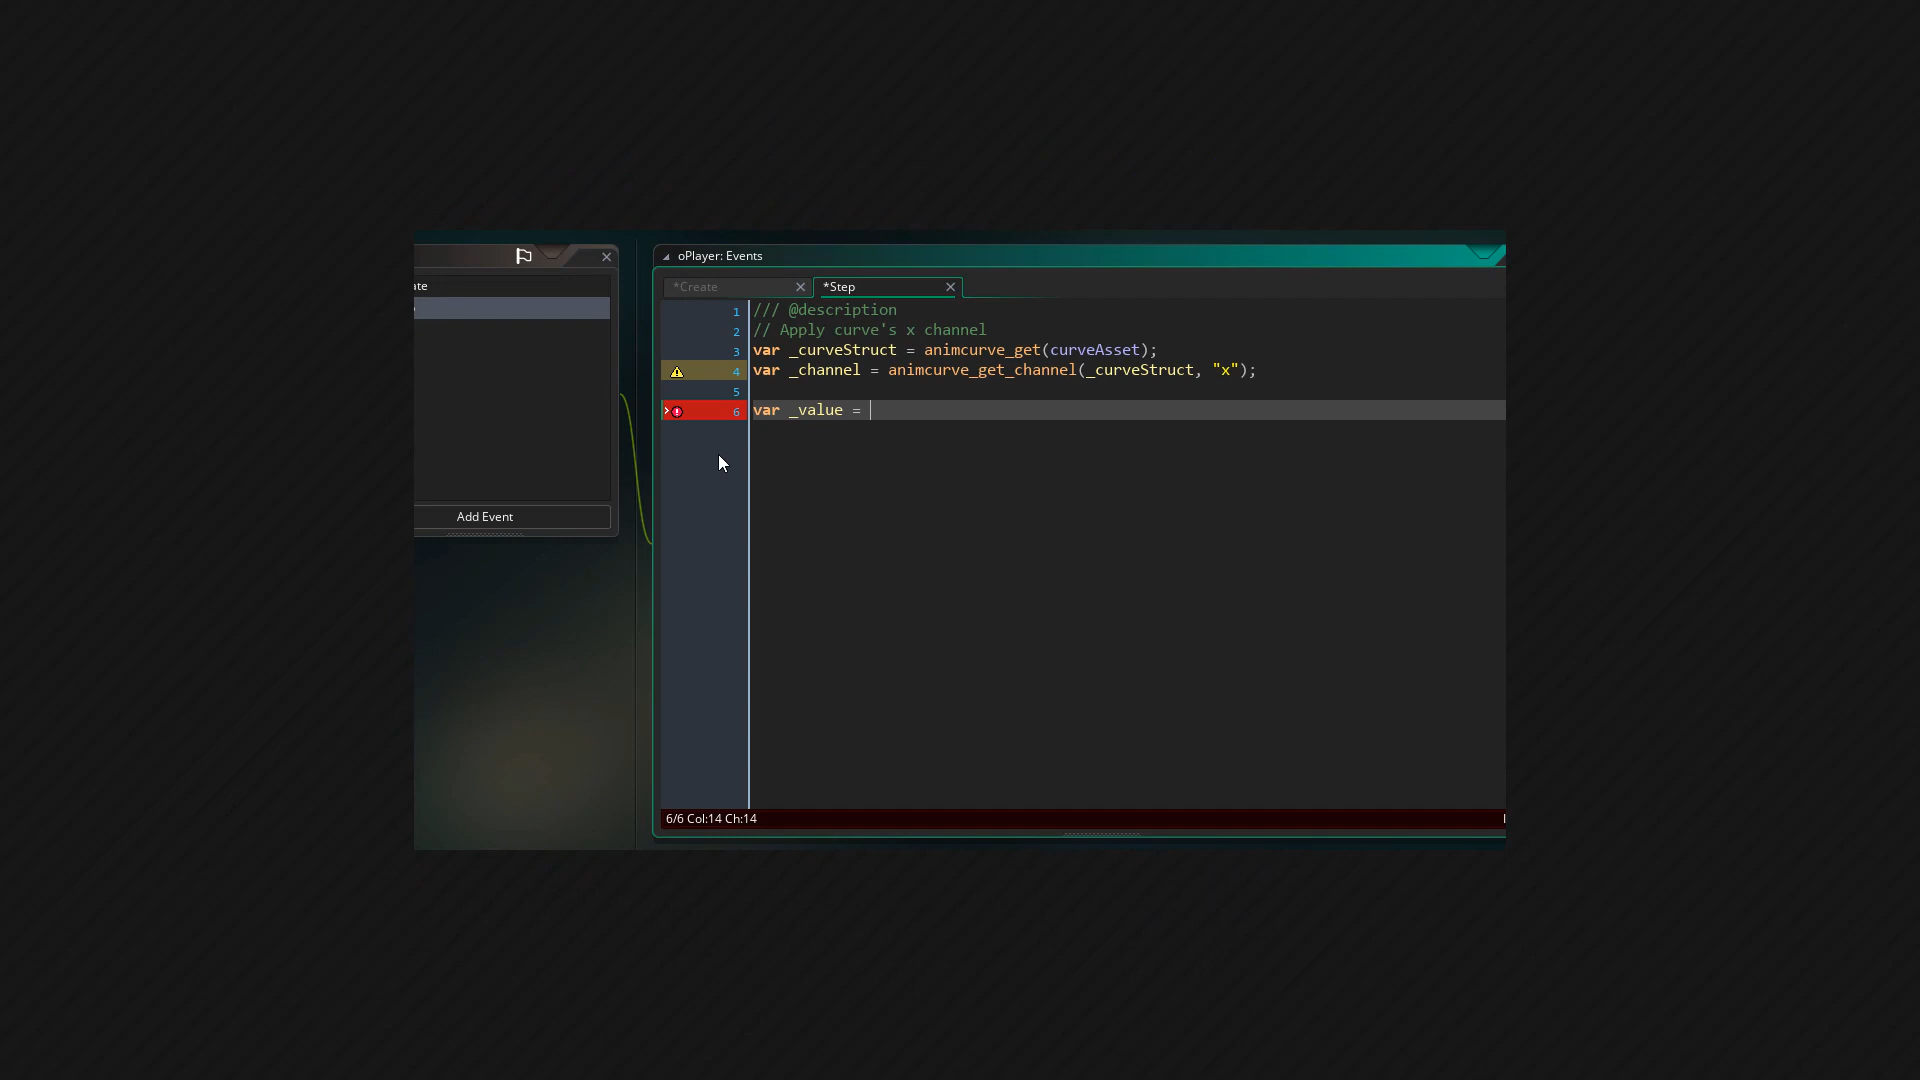 ate
Add Event
oPlayer: Events
*Create
*Step
1 /// @description
2 // Apply curve's x channel
3 var _curveStruct = animcurve_get(curveAsset);
4 var _channel = animcurve_get_channel(_curveStruct, "x");
5
6 var _value =
6/6 Col:14 Ch:14